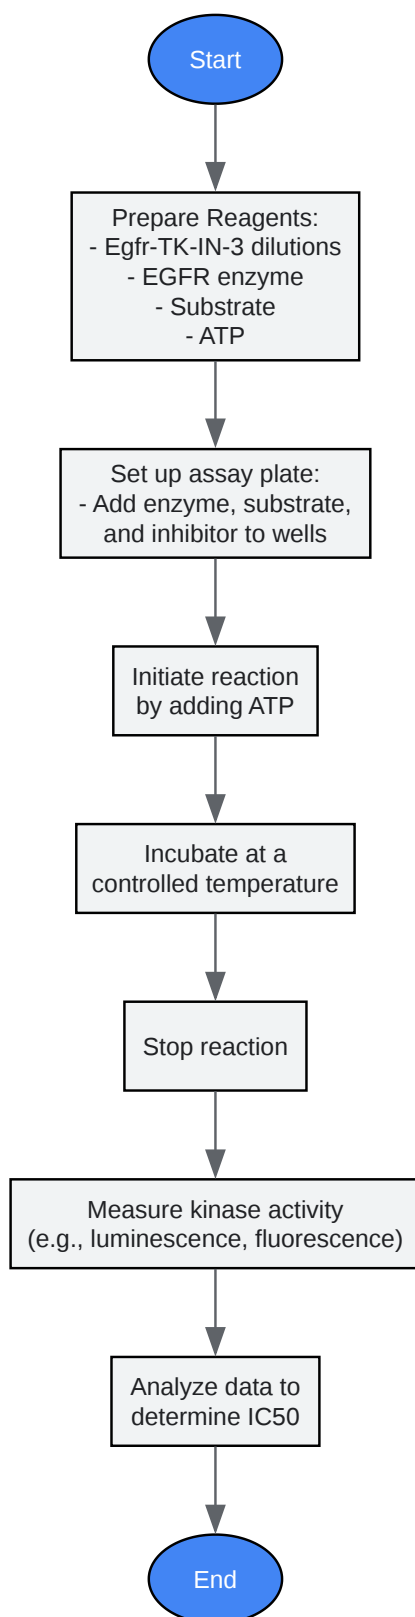 Start
Prepare Reagents:
- Egfr-TK-IN-3 dilutions
- EGFR enzyme
- Substrate
- ATP
Set up assay plate:
- Add enzyme, substrate,
and inhibitor to wells
Initiate reaction
by adding ATP
Incubate at a
controlled temperature
Stop reaction
Measure kinase activity
(e.g., luminescence, fluorescence)
Analyze data to
determine IC50
End